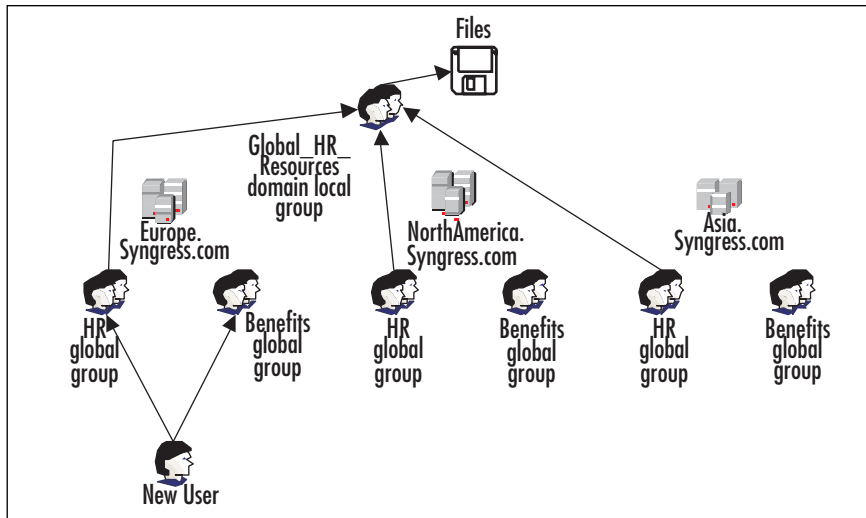 Files
Global_HR_
Resources
domain local
group
Europe.
Syngress.com
NorthAmerica.
Syngress.com
Asia.
Syngress.com
HR
global
group
Benefits
global
group
HR
global
group
Benefits
global
group
HR
global
group
Benefits
global
group
New User